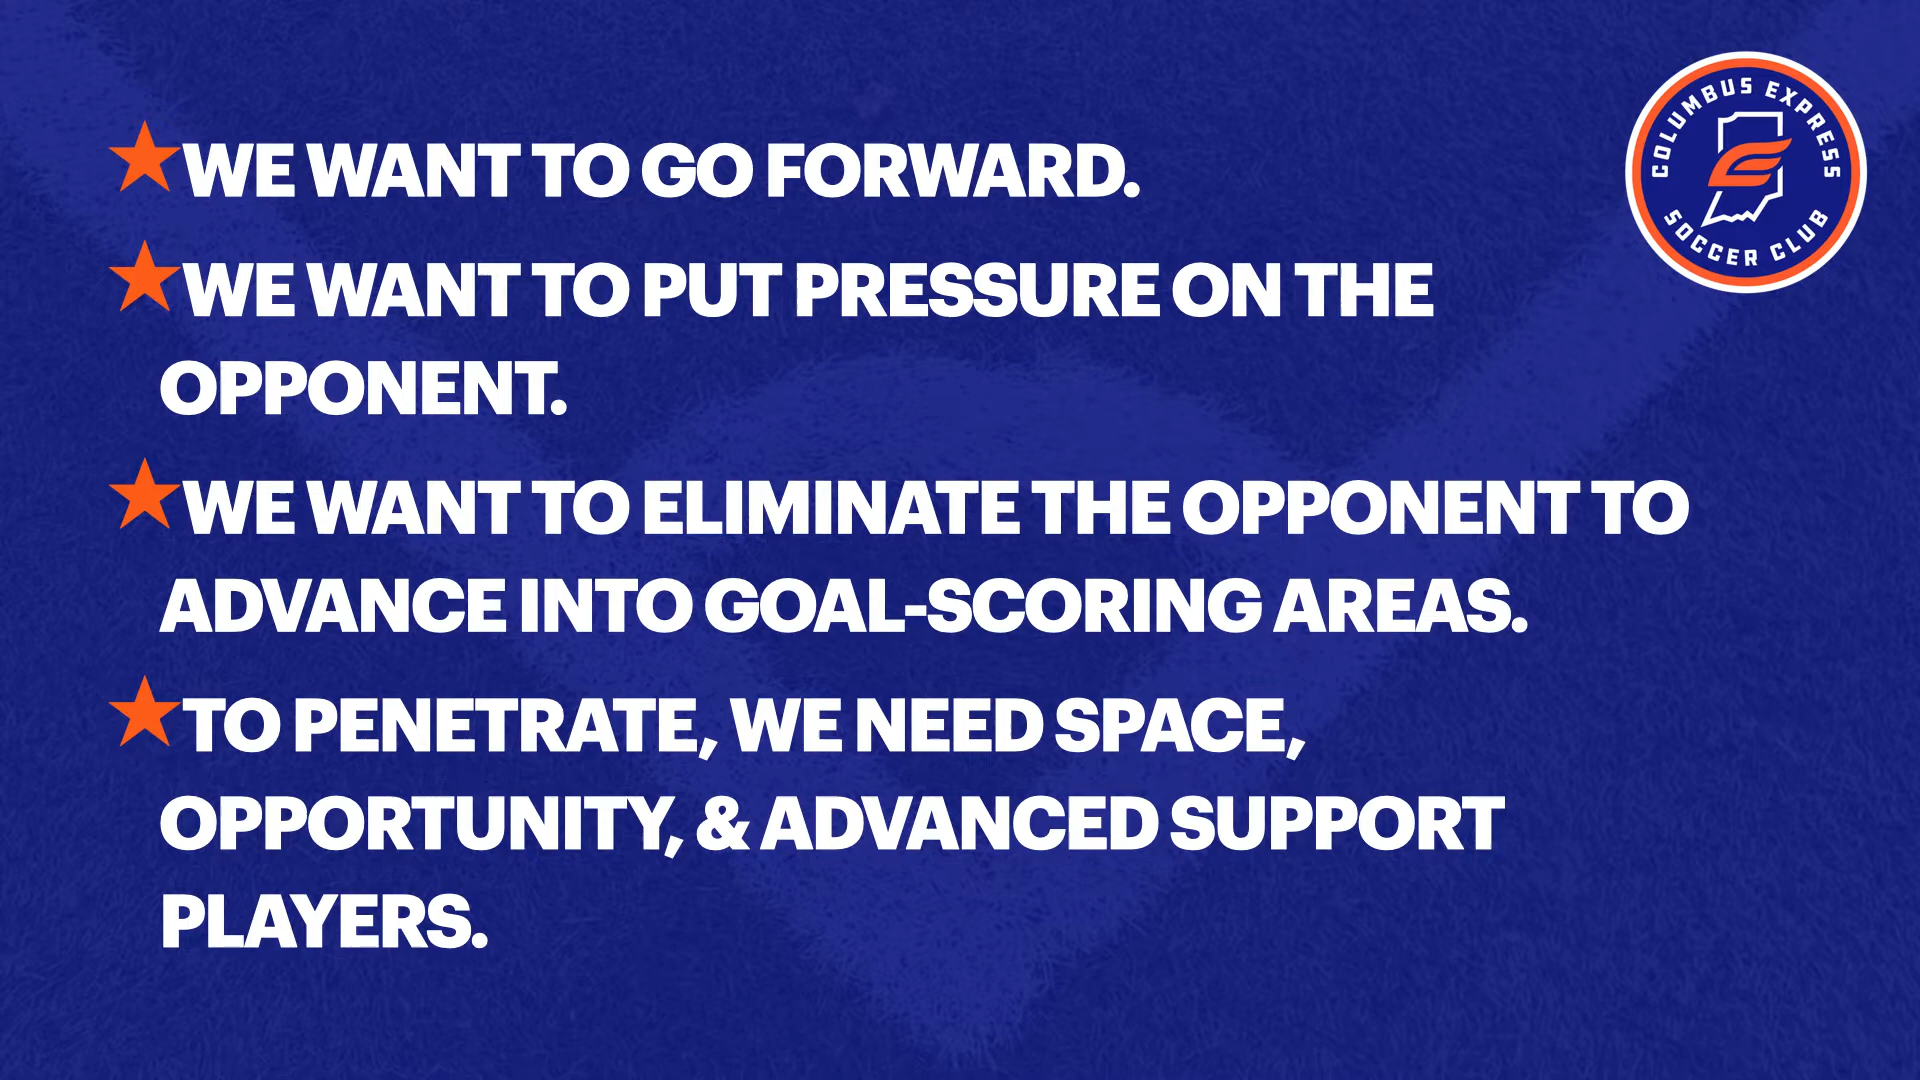 COLUMBUS EXPRESS
SOCCER CLUB
WE WANT TO GO FORWARD.
WE WANT TO PUT PRESSURE ON THE
OPPONENT.
WE WANT TO ELIMINATE THE OPPONENT TO
ADVANCE INTO GOAL-SCORING AREAS.
TO PENETRATE, WE NEED SPACE,
OPPORTUNITY, & ADVANCED SUPPORT
PLAYERS.